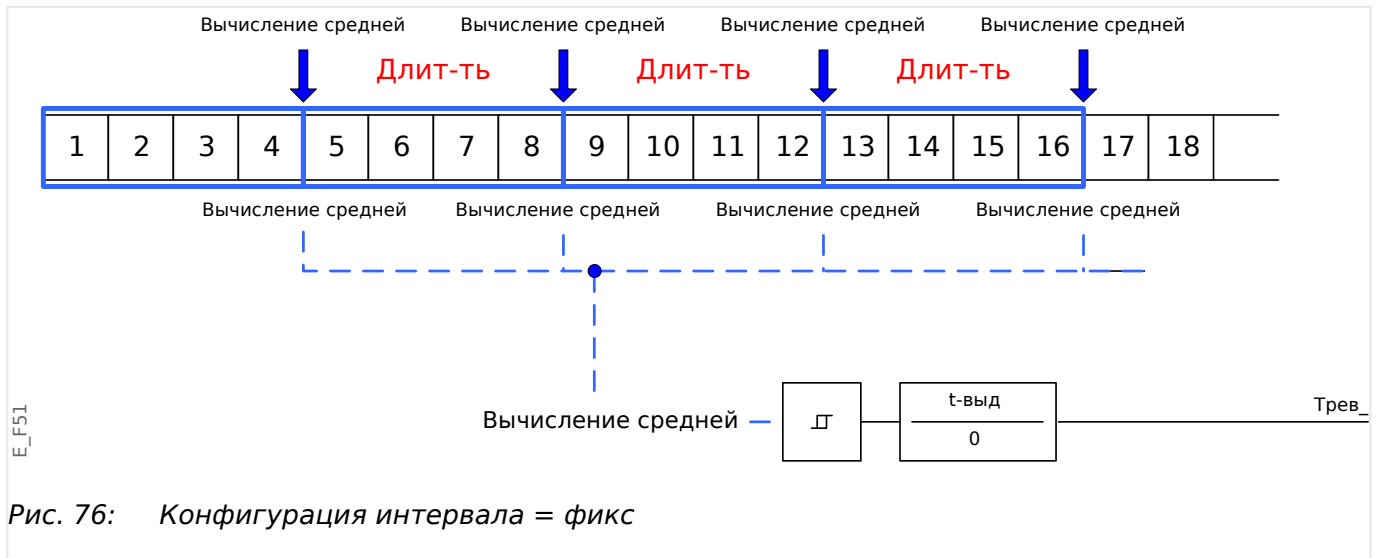 Вычисление средней Вычисление средней Вычисление средней Вычисление средней
Длит-ть Длит-ть Длит-ть
1 2 3 4 5 6 7 8 9 10 11 12 13 14 15 16 17 18
Вычисление средней Вычисление средней Вычисление средней Вычисление средней
Вычисление средней
t-выд
0
Трев_
E_F51
Рис. 76: Конфигурация интервала = фикс